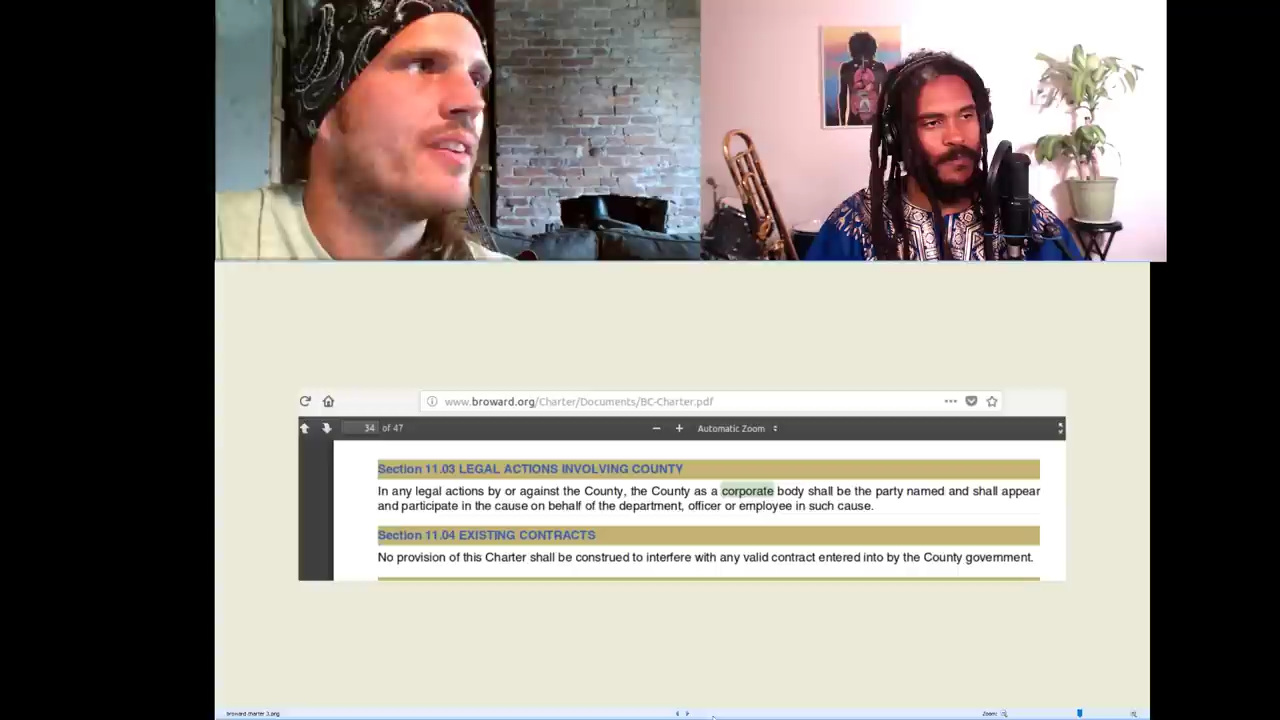 www.broward.org/Charter/Documents/BC-Charter.pdf
34 of 47
Automatic Zoom
Section 11.03 LEGAL ACTIONS INVOLVING COUNTY
In any legal actions by or against the County, the County as a corporate body shall be the party named and shall appear
and participate in the cause on behalf of the department, officer or employee in such cause.
Section 11.04 EXISTING CONTRACTS
No provision of this Charter shall be construed to interfere with any valid contract entered into by the County government.
broward charter 3.png
Zoom: